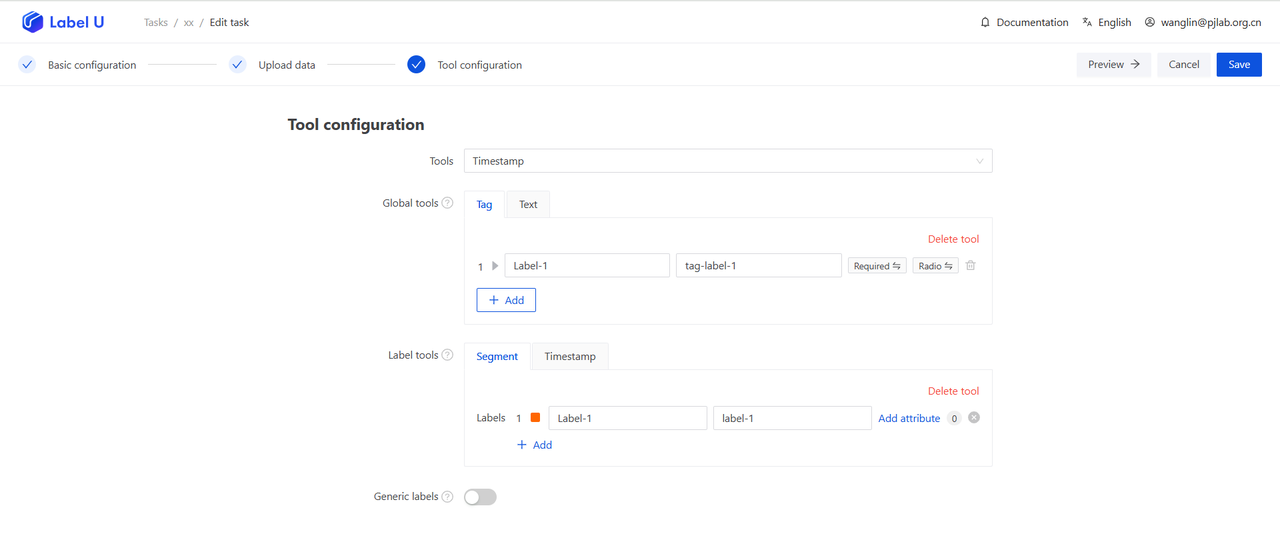 Label U Tasks / xx / Edit task Documentation English wanglin@pjlab.org.cn
Basic configuration Upload data Tool configuration Preview → Cancel Save
Tool configuration
Tools Timestamp
Global tools ? Tag Text
Delete tool
1 Label-1 tag-label-1 Required ⇋ Radio ⇋
+ Add
Label tools ? Segment Timestamp
Delete tool
Labels 1 Label-1 label-1 Add attribute 0
+ Add
Generic labels ?